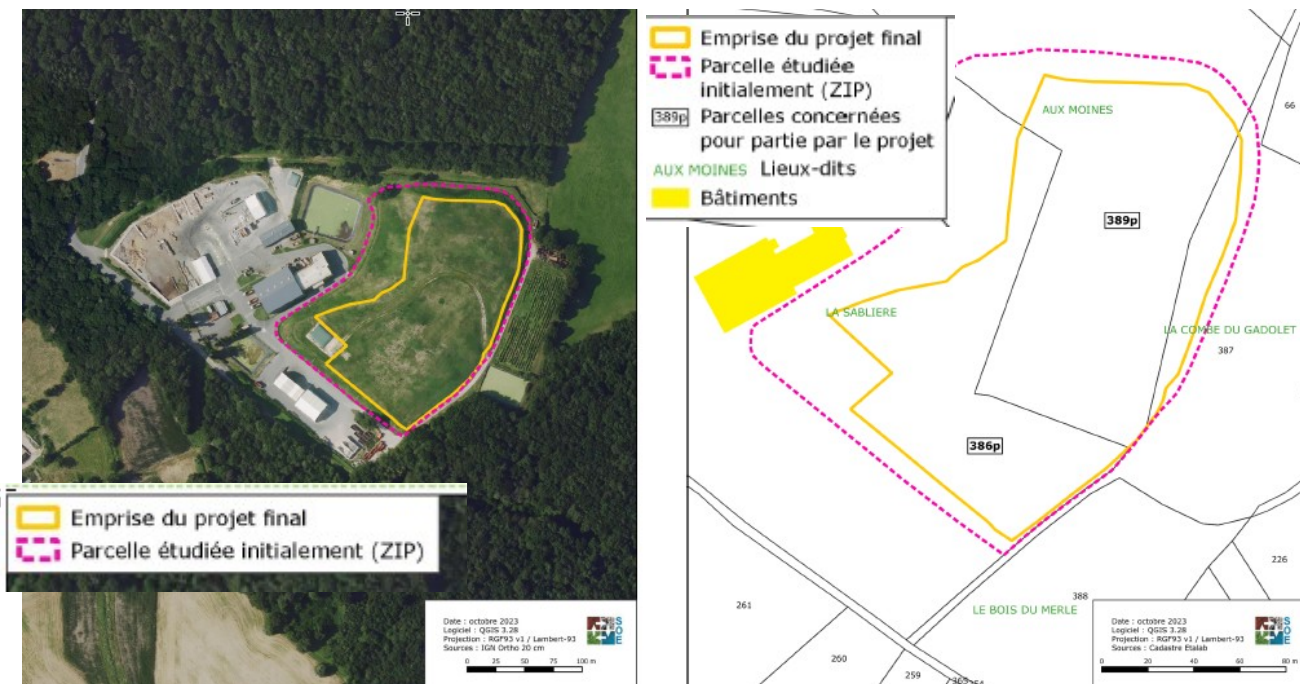 Emprise du projet final
Parcelle étudiée initialement (ZIP)
Date : octobre 2023
Logiciel : QGIS 3.28
Projection : RGF93 v1 / Lambert-93
Sources : IGN Ortho 20 cm
0 25 50 75 100 m
SOE
Emprise du projet final
Parcelle étudiée
initialement (ZIP)
389p Parcelles concernées
pour partie par le projet
AUX MOINES Lieux-dits
Bâtiments
AUX MOINES
66
389p
LA SABLIERE
LA COMBE DU GADOLET
387
386p
226
388
LE BOIS DU MERLE
261
260
259
Date : octobre 2023
Logiciel : QGIS 3.28
Projection : RGF93 v1 / Lambert-93
Sources : Cadastre Etalab
0 20 40 60 80 m
SOE